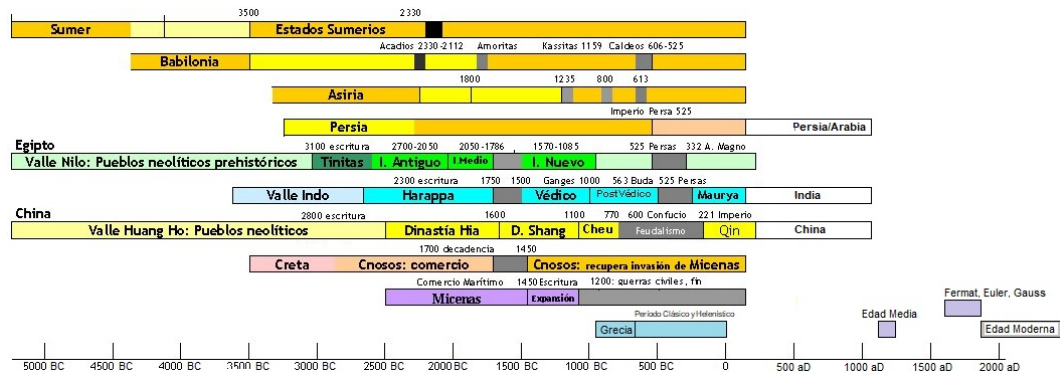 3500 2330
Sumer Estados Sumerios
Acadios 2330-2112 Amoritas Kassitas 1159 Caldeos 606-525
Babilonia
1800 1235 800 613
Asiria
Imperio Persa 525
Persia Persia/Arabia
Egipto 3100 escritura 2700-2050 2050-1786 1570-1085 525 Persas 332 A. Magno
Valle Nilo: Pueblos neolíticos prehistóricos Tinitas I. Antiguo I.Medio I. Nuevo
2300 escritura 1750 1500 Ganges 1000 563 Buda 525 Persas
Valle Indo Harappa Védico PostVédico Maurya India
China 2800 escritura 1600 1100 770 600 Confucio 221 Imperio
Valle Huang Ho: Pueblos neolíticos Dinastía Hia D. Shang Cheu Feudalismo Qin China
1700 decadencia 1450
Creta Cnosos: comercio Cnosos: recupera invasión de Micenas
Comercio Marítimo 1450 Escritura 1200: guerras civiles, fin
Micenas Expansión
Fermat, Euler, Gauss
Periodo Clásico y Helenístico Edad Media
Grecia Edad Moderna
5000 BC 4500 BC 4000 BC 3500 BC 3000 BC 2500 BC 2000 BC 1500 BC 1000 BC 500 BC 0 BC 500 aD 1000 aD 1500 aD 2000 aD